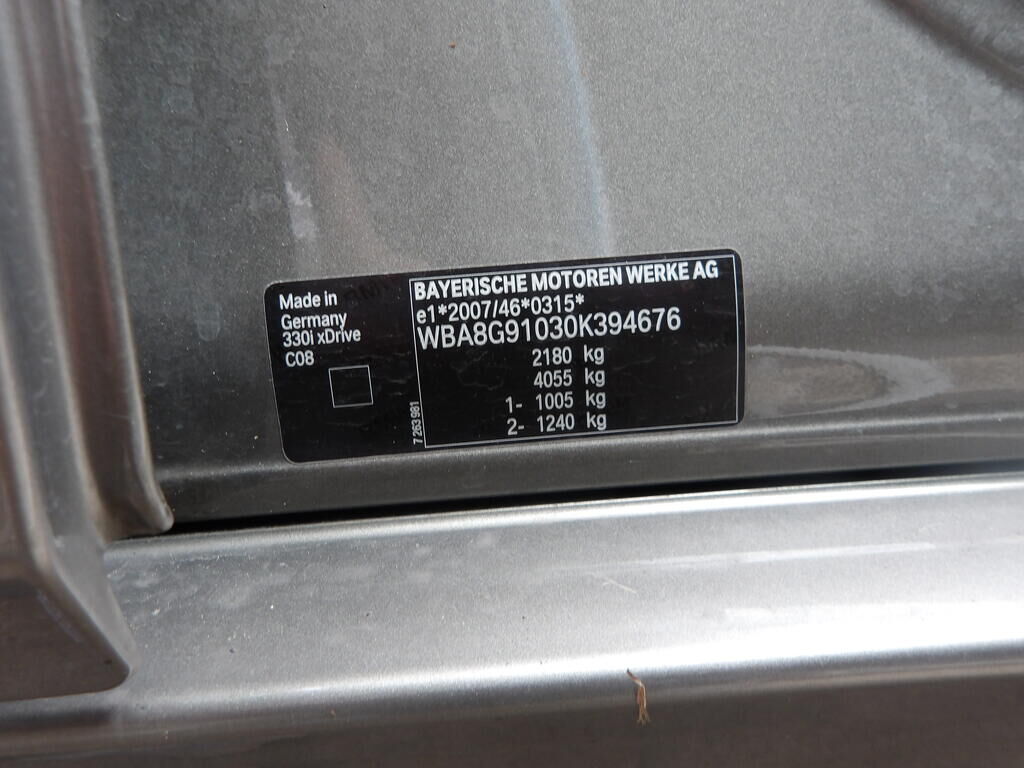 Made in
Germany
330i xDrive
C08
7 263 981
BAYERISCHE MOTOREN WERKE AG
e1*2007/46*0315*
WBA8G91030K394676
2180 kg
4055 kg
1- 1005 kg
2- 1240 kg